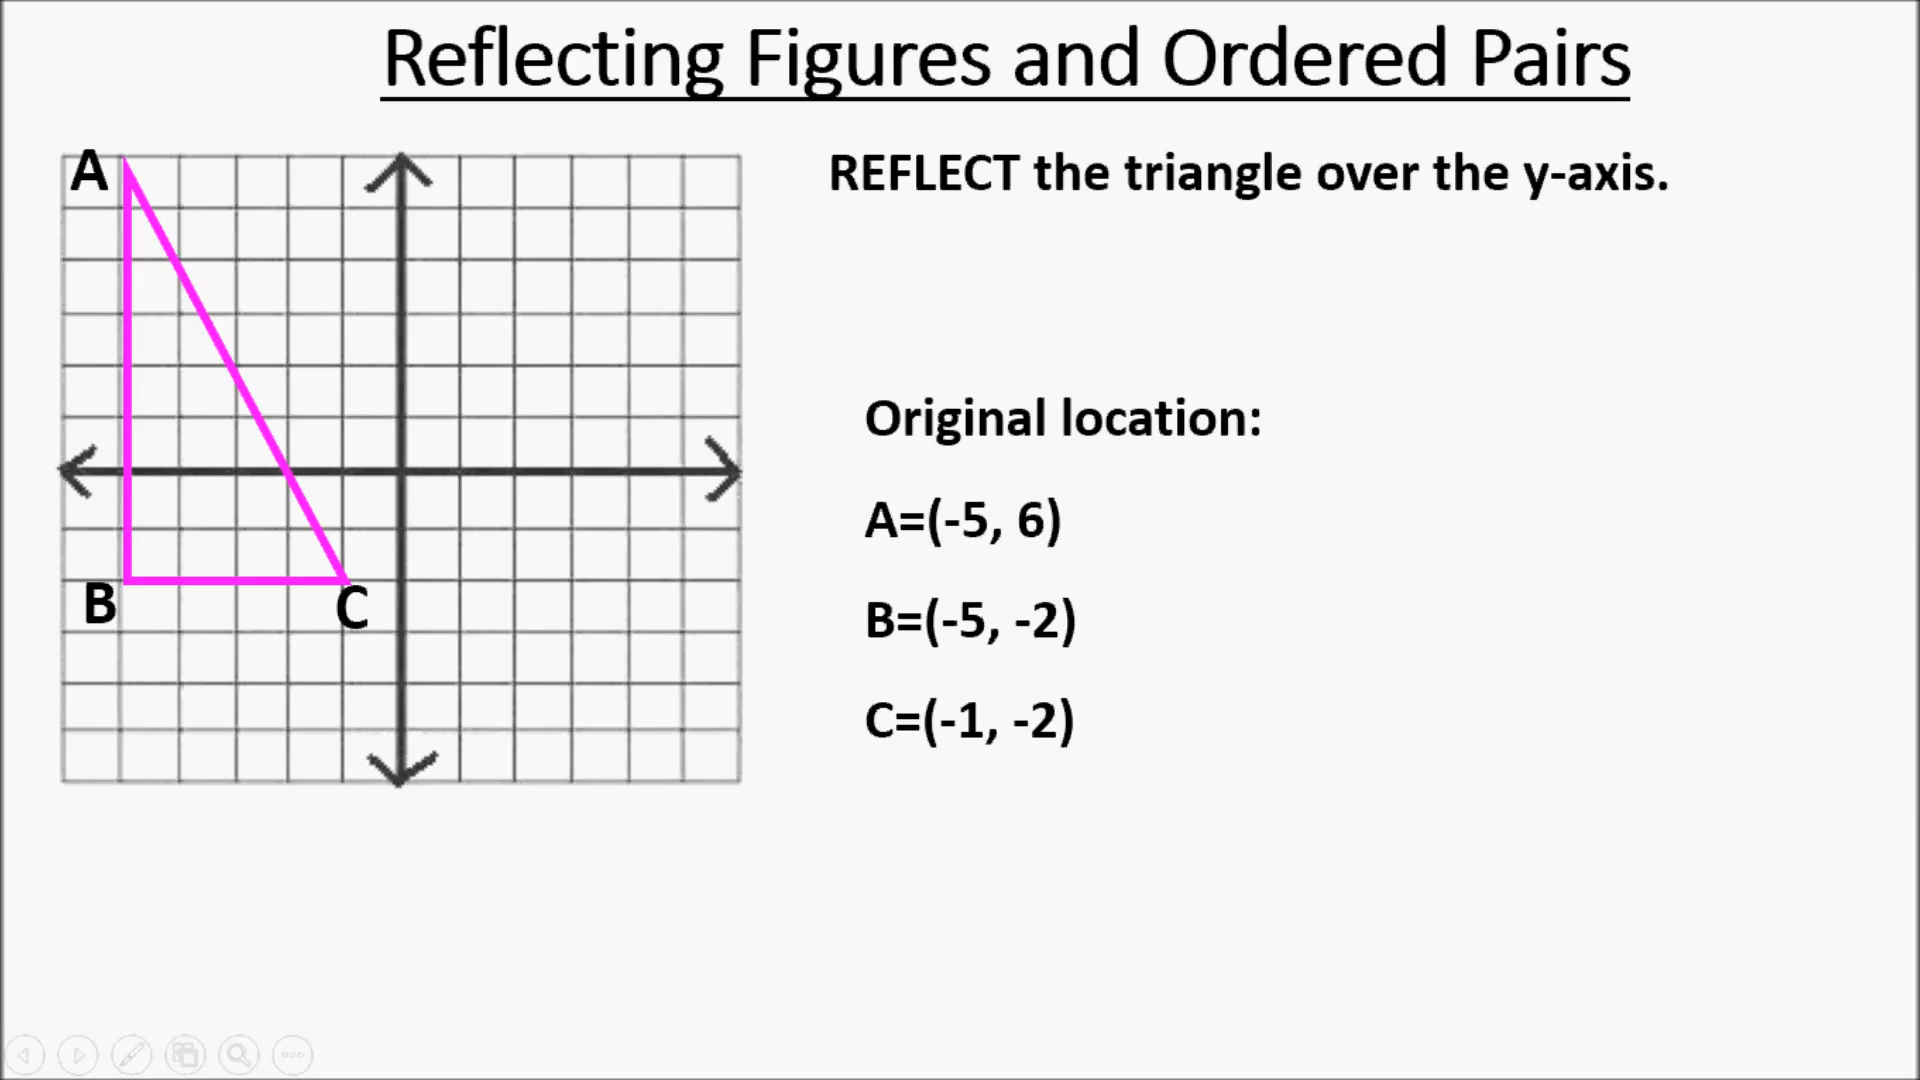 Reflecting Figures and Ordered Pairs
A
REFLECT the triangle over the y-axis.
Original location:
A=(-5, 6)
B=(-5, -2)
B
C
C=(-1, -2)